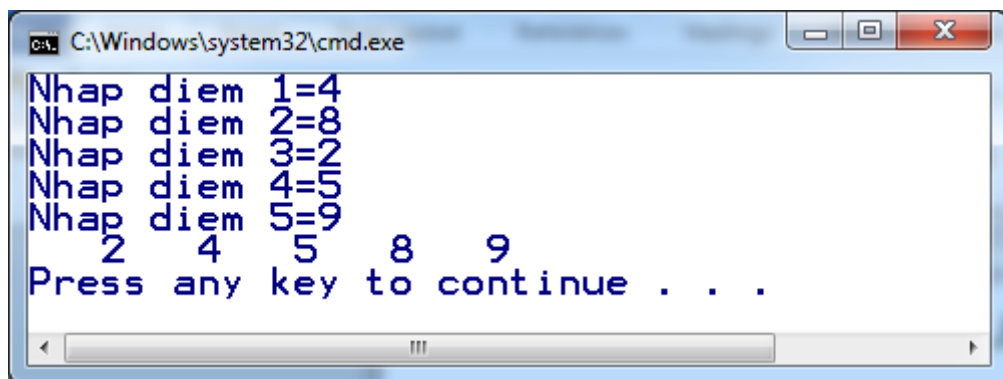 C:\Windows\system32\cmd.exe
Nhap diem 1=4
Nhap diem 2=8
Nhap diem 3=2
Nhap diem 4=5
Nhap diem 5=9
2 4 5 8 9
Press any key to continue . . .